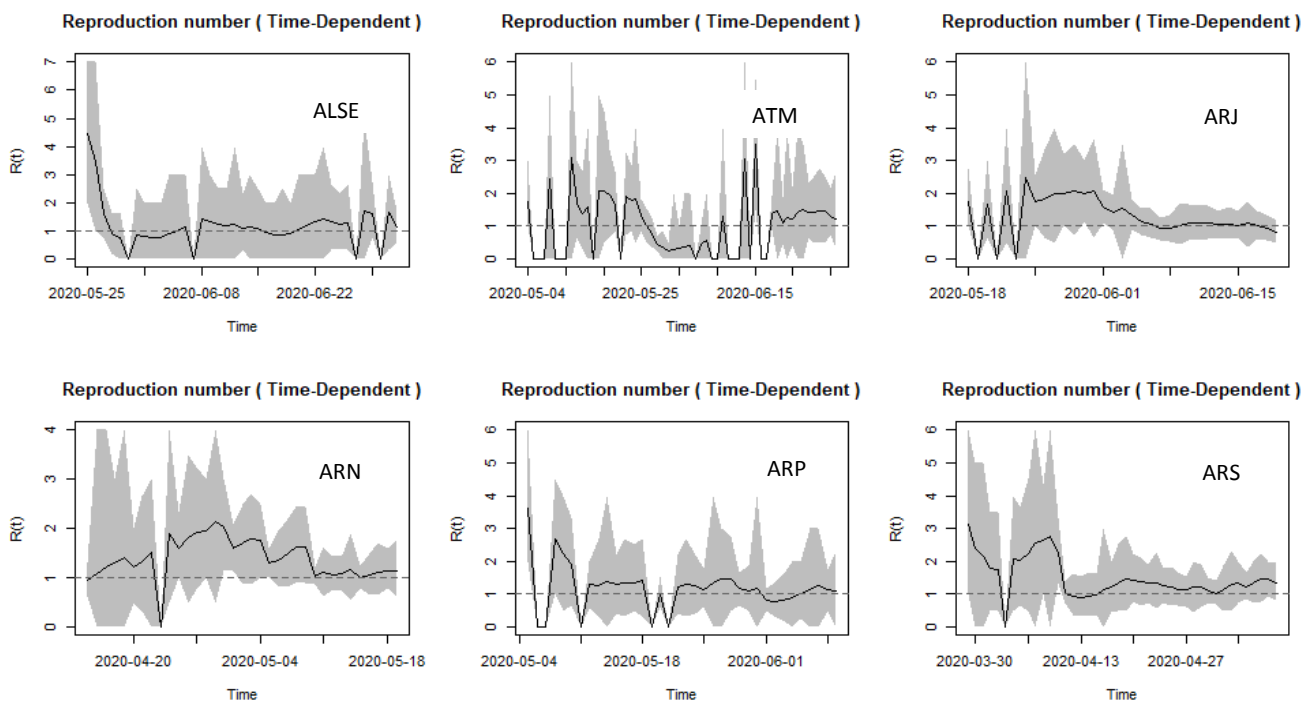 Reproduction number ( Time-Dependent )
7
6
5
4
3
2
1
0
R(t)
ALSE
2020-05-25
2020-06-08
2020-06-22
Time
Reproduction number ( Time-Dependent )
6
5
4
3
2
1
0
R(t)
ATM
2020-05-04
2020-05-25
2020-06-15
Time
Reproduction number ( Time-Dependent )
6
5
4
3
2
1
0
R(t)
ARJ
2020-05-18
2020-06-01
2020-06-15
Time
Reproduction number ( Time-Dependent )
4
3
2
1
0
R(t)
ARN
2020-04-20
2020-05-04
2020-05-18
Time
Reproduction number ( Time-Dependent )
6
5
4
3
2
1
0
R(t)
ARP
2020-05-04
2020-05-18
2020-06-01
Time
Reproduction number ( Time-Dependent )
6
5
4
3
2
1
0
R(t)
ARS
2020-03-30
2020-04-13
2020-04-27
Time